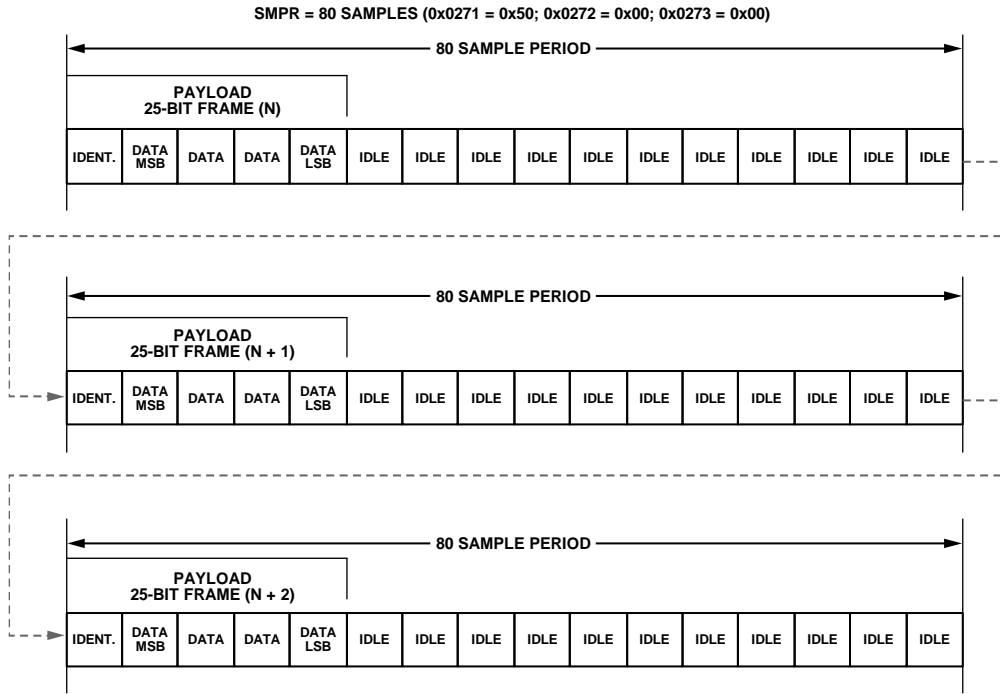 SMPR = 80 SAMPLES (0x0271 = 0x50; 0x0272 = 0x00; 0x0273 = 0x00)
80 SAMPLE PERIOD
PAYLOAD
25-BIT FRAME (N)
IDENT. DATA MSB DATA DATA DATA LSB IDLE IDLE IDLE IDLE IDLE IDLE IDLE IDLE IDLE IDLE IDLE
80 SAMPLE PERIOD
PAYLOAD
25-BIT FRAME (N + 1)
IDENT. DATA MSB DATA DATA DATA LSB IDLE IDLE IDLE IDLE IDLE IDLE IDLE IDLE IDLE IDLE IDLE
80 SAMPLE PERIOD
PAYLOAD
25-BIT FRAME (N + 2)
IDENT. DATA MSB DATA DATA DATA LSB IDLE IDLE IDLE IDLE IDLE IDLE IDLE IDLE IDLE IDLE IDLE